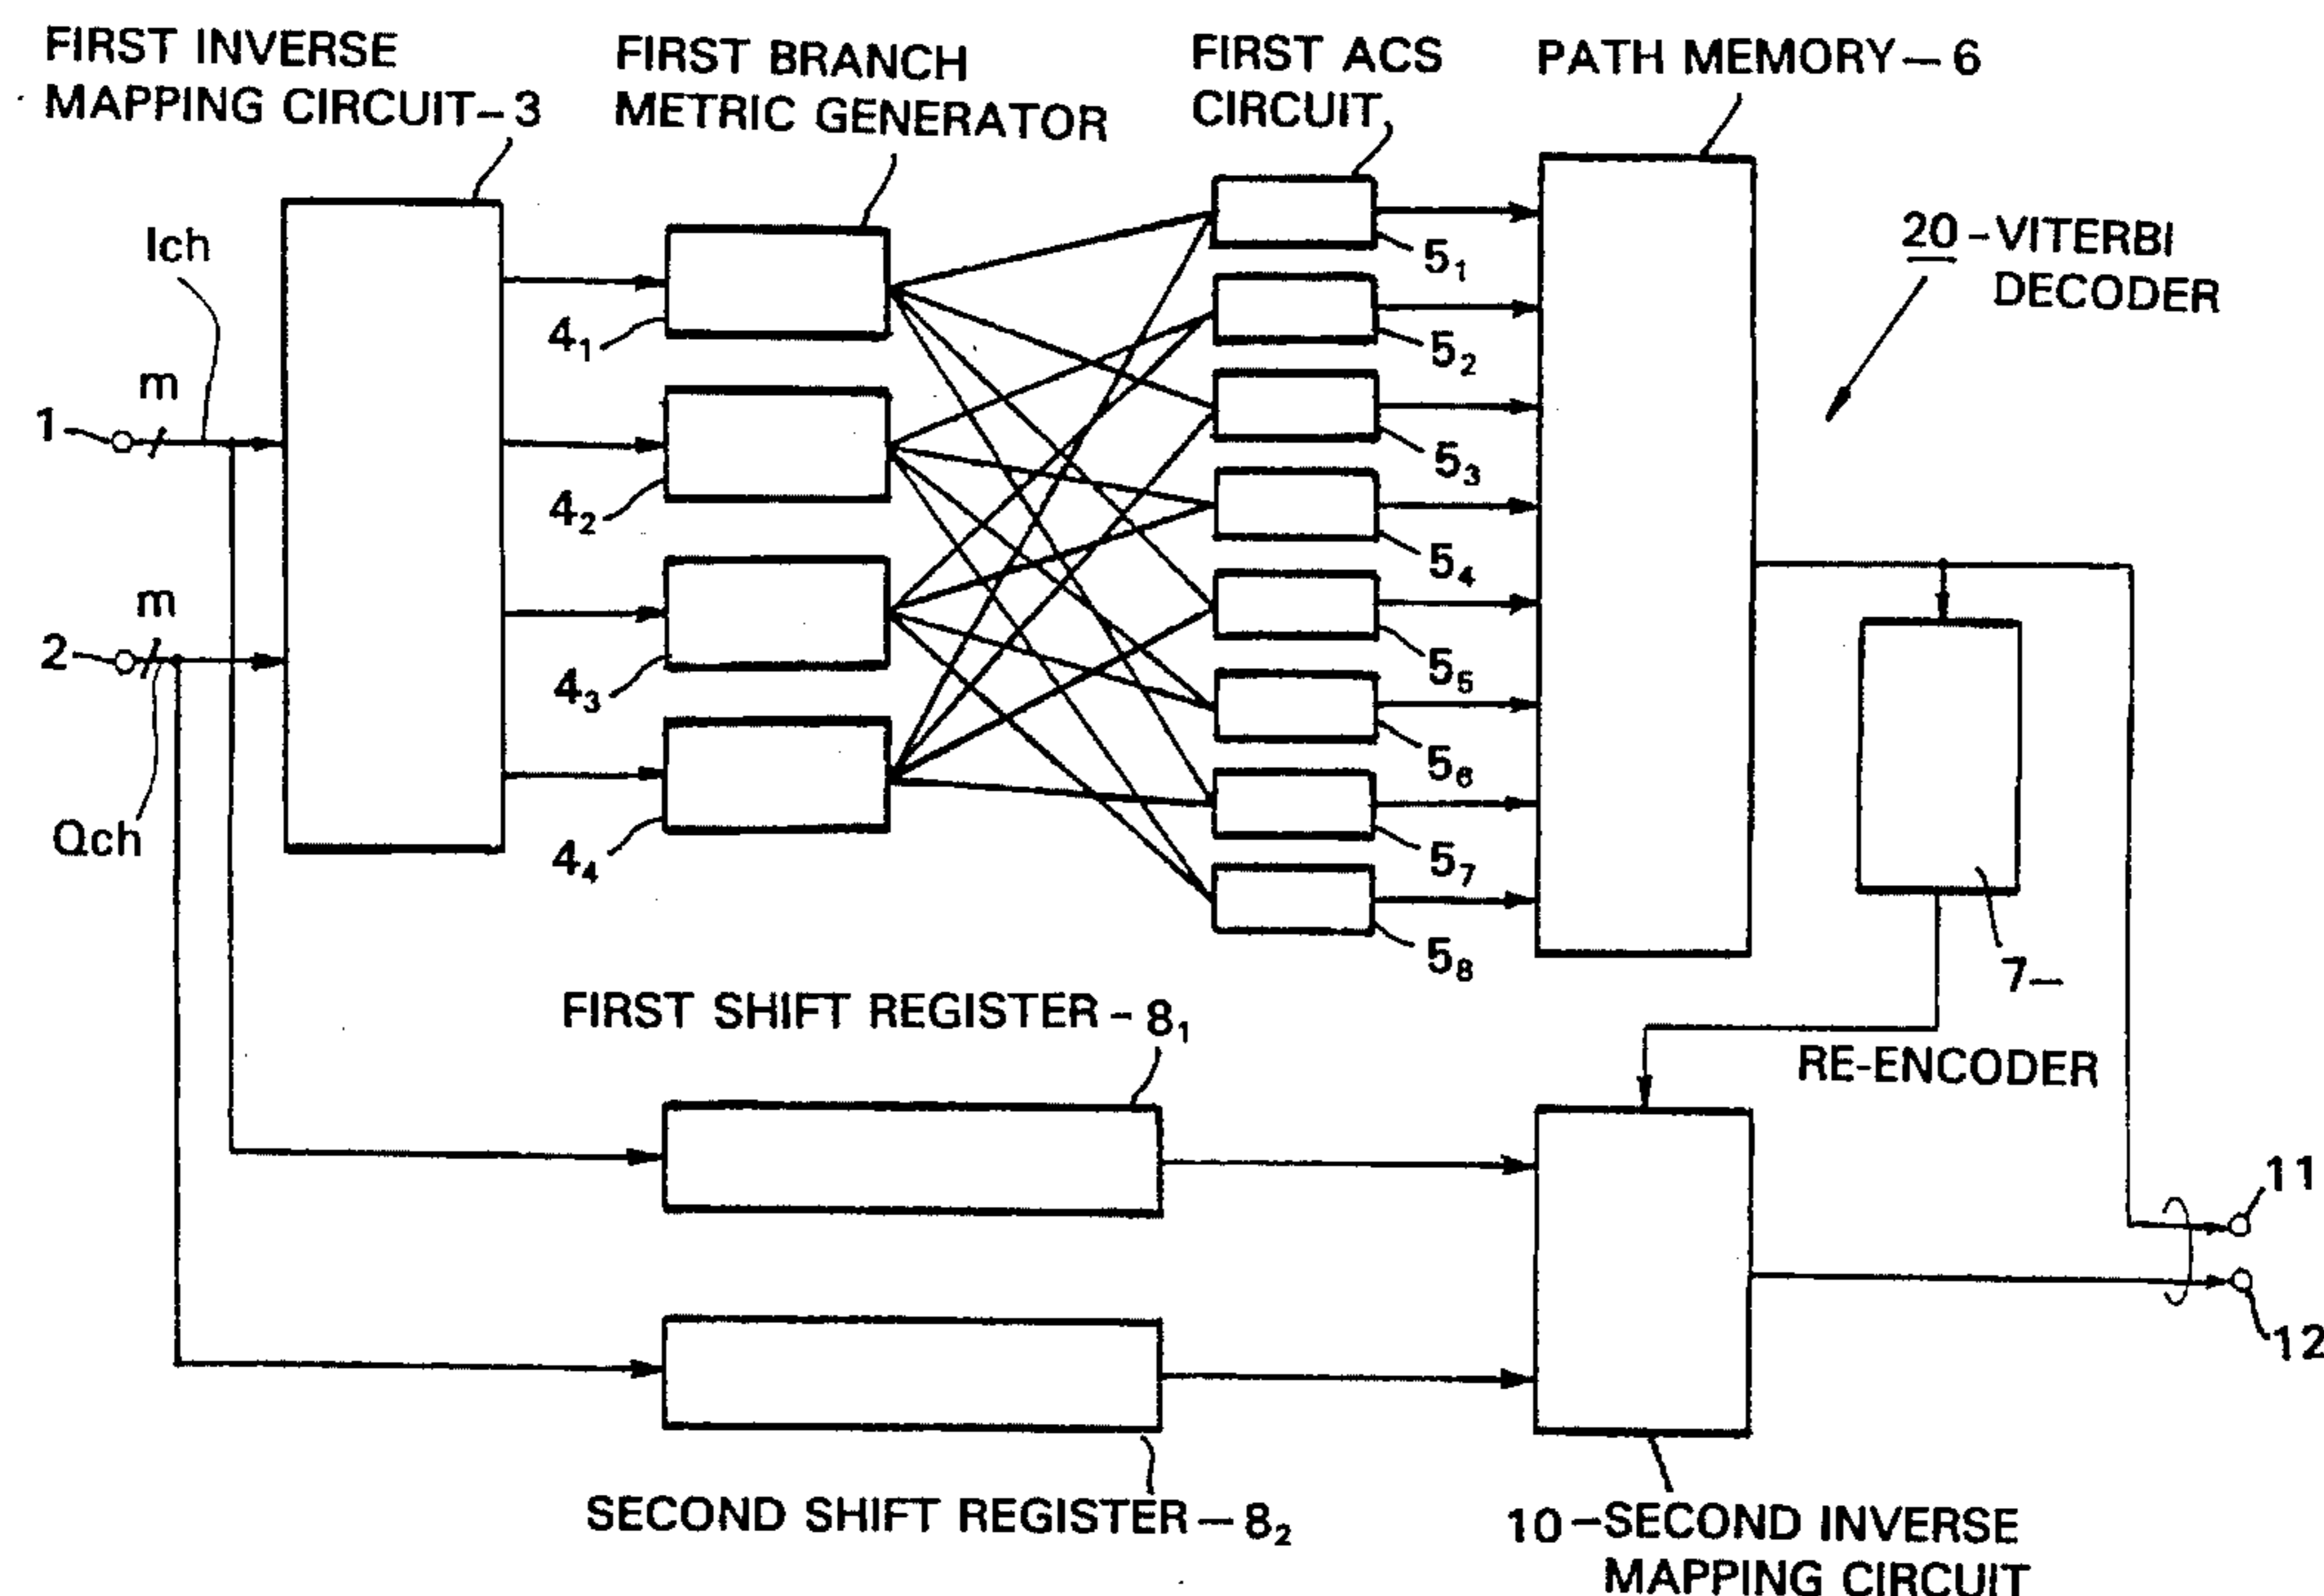 FIRST INVERSE
MAPPING CIRCUIT-3
FIRST BRANCH
METRIC GENERATOR
FIRST ACS
CIRCUIT
PATH MEMORY-6
20-VITERBI
DECODER
Ich
m
1
m
2
Qch
4₁
4₂
4₃
4₄
5₁
5₂
5₃
5₄
5₅
5₆
5₇
5₈
7-
RE-ENCODER
FIRST SHIFT REGISTER-8₁
SECOND SHIFT REGISTER-8₂
11
12
10-SECOND INVERSE
MAPPING CIRCUIT